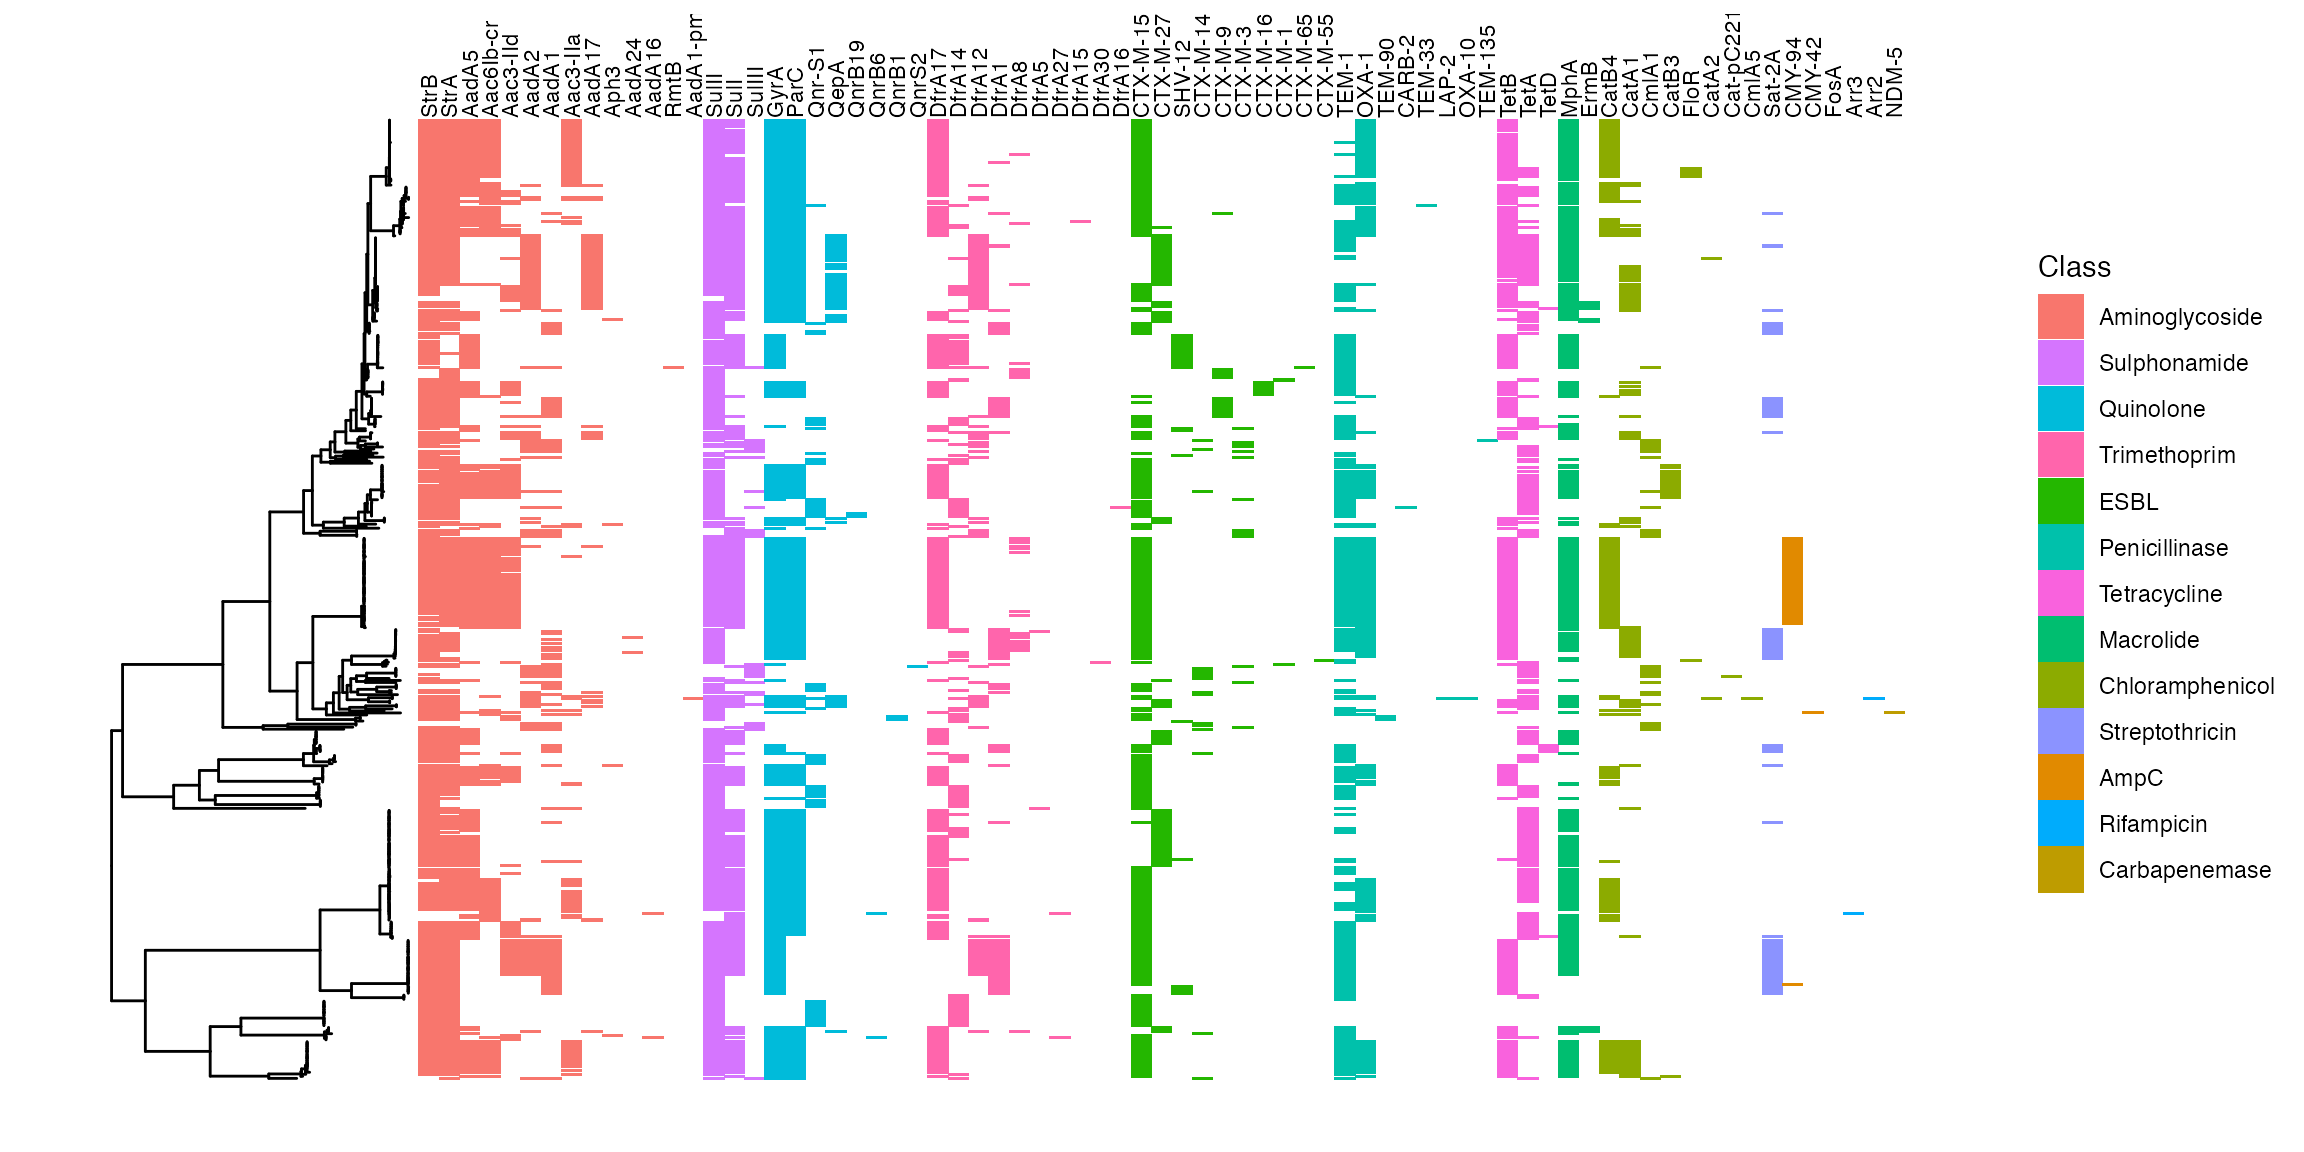 StrB
StrA
AadA5
Aac6Ib-cr
Aac3-IId
AadA2
AadA1
Aac3-IIa
AadA17
Aph3
AadA24
AadA16
RmtB
AadA1-pm
SulII
SulI
SulIII
GyrA
ParC
Qnr-S1
QepA
QnrB19
QnrB6
QnrB1
QnrS2
DfrA17
DfrA14
DfrA12
DfrA1
DfrA8
DfrA5
DfrA27
DfrA15
DfrA30
DfrA16
CTX-M-15
CTX-M-27
SHV-12
CTX-M-14
CTX-M-9
CTX-M-3
CTX-M-16
CTX-M-1
CTX-M-65
CTX-M-55
TEM-1
OXA-1
TEM-90
CARB-2
TEM-33
LAP-2
OXA-10
TEM-135
TetB
TetA
TetD
MphA
ErmB
CatB4
CatA1
CmlA1
CatB3
FloR
CatA2
Cat-pC221
CmlA5
Sat-2A
CMY-94
CMY-42
FosA
Arr3
Arr2
NDM-5
Class
Aminoglycoside
Sulphonamide
Quinolone
Trimethoprim
ESBL
Penicillinase
Tetracycline
Macrolide
Chloramphenicol
Streptothricin
AmpC
Rifampicin
Carbapenemase